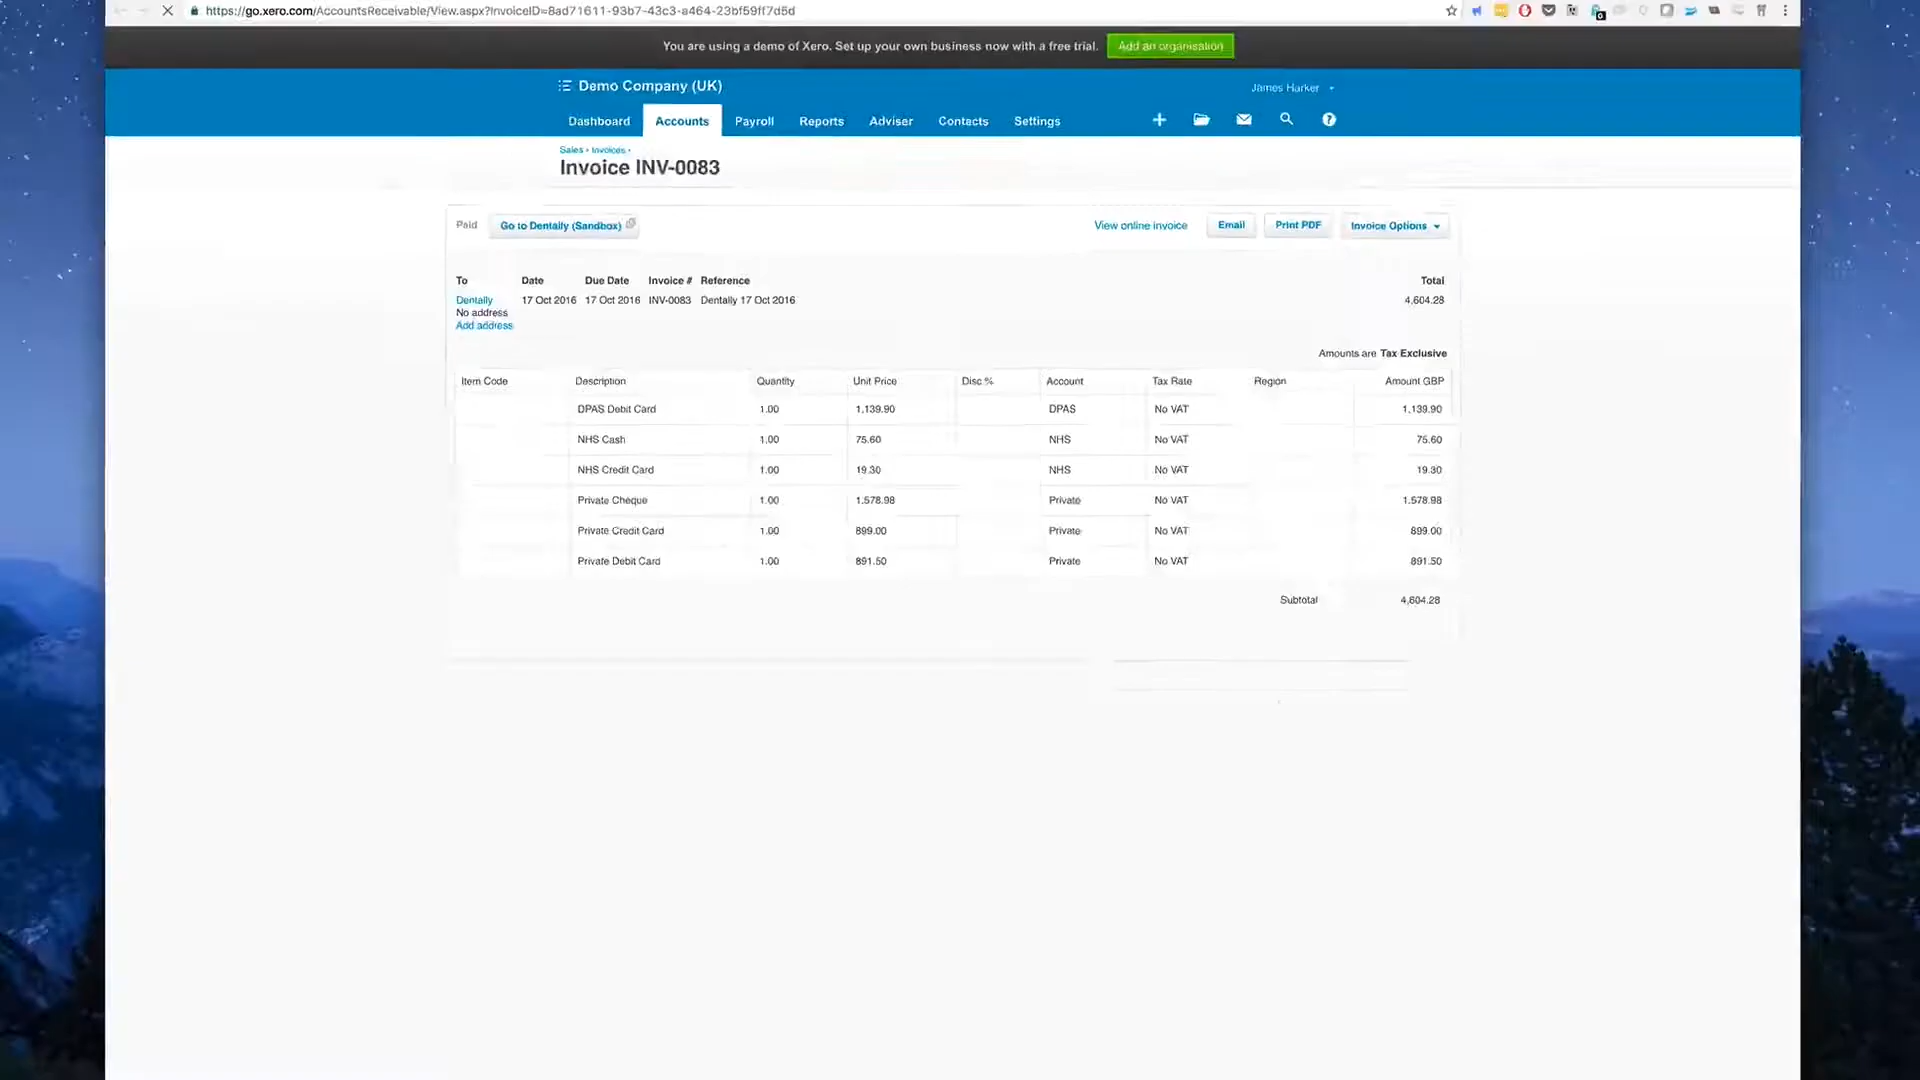 https://go.xero.com/AccountsReceivable/View.aspx?InvoiceID=8ad71611-93b7-43c3-a464-23bf59ff7d5d
You are using a demo of Xero. Set up your own business now with a free trial. Add an organisation
Demo Company (UK)
James Harker
Dashboard Accounts Payroll Reports Adviser Contacts Settings
Sales › Invoices ›
Invoice INV-0083
Paid Go to Dentally (Sandbox) View online invoice Email Print PDF Invoice Options
To Date Due Date Invoice # Reference Total
Dentally 17 Oct 2016 17 Oct 2016 INV-0083 Dentally 17 Oct 2016 4,604.28
No address
Add address
Amounts are Tax Exclusive
Item Code Description Quantity Unit Price Disc % Account Tax Rate Region Amount GBP
DPAS Debit Card 1.00 1,139.90 DPAS No VAT 1,139.90
NHS Cash 1.00 75.60 NHS No VAT 75.60
NHS Credit Card 1.00 19.30 NHS No VAT 19.30
Private Cheque 1.00 1,578.98 Private No VAT 1,578.98
Private Credit Card 1.00 899.00 Private No VAT 899.00
Private Debit Card 1.00 891.50 Private No VAT 891.50
Subtotal 4,604.28